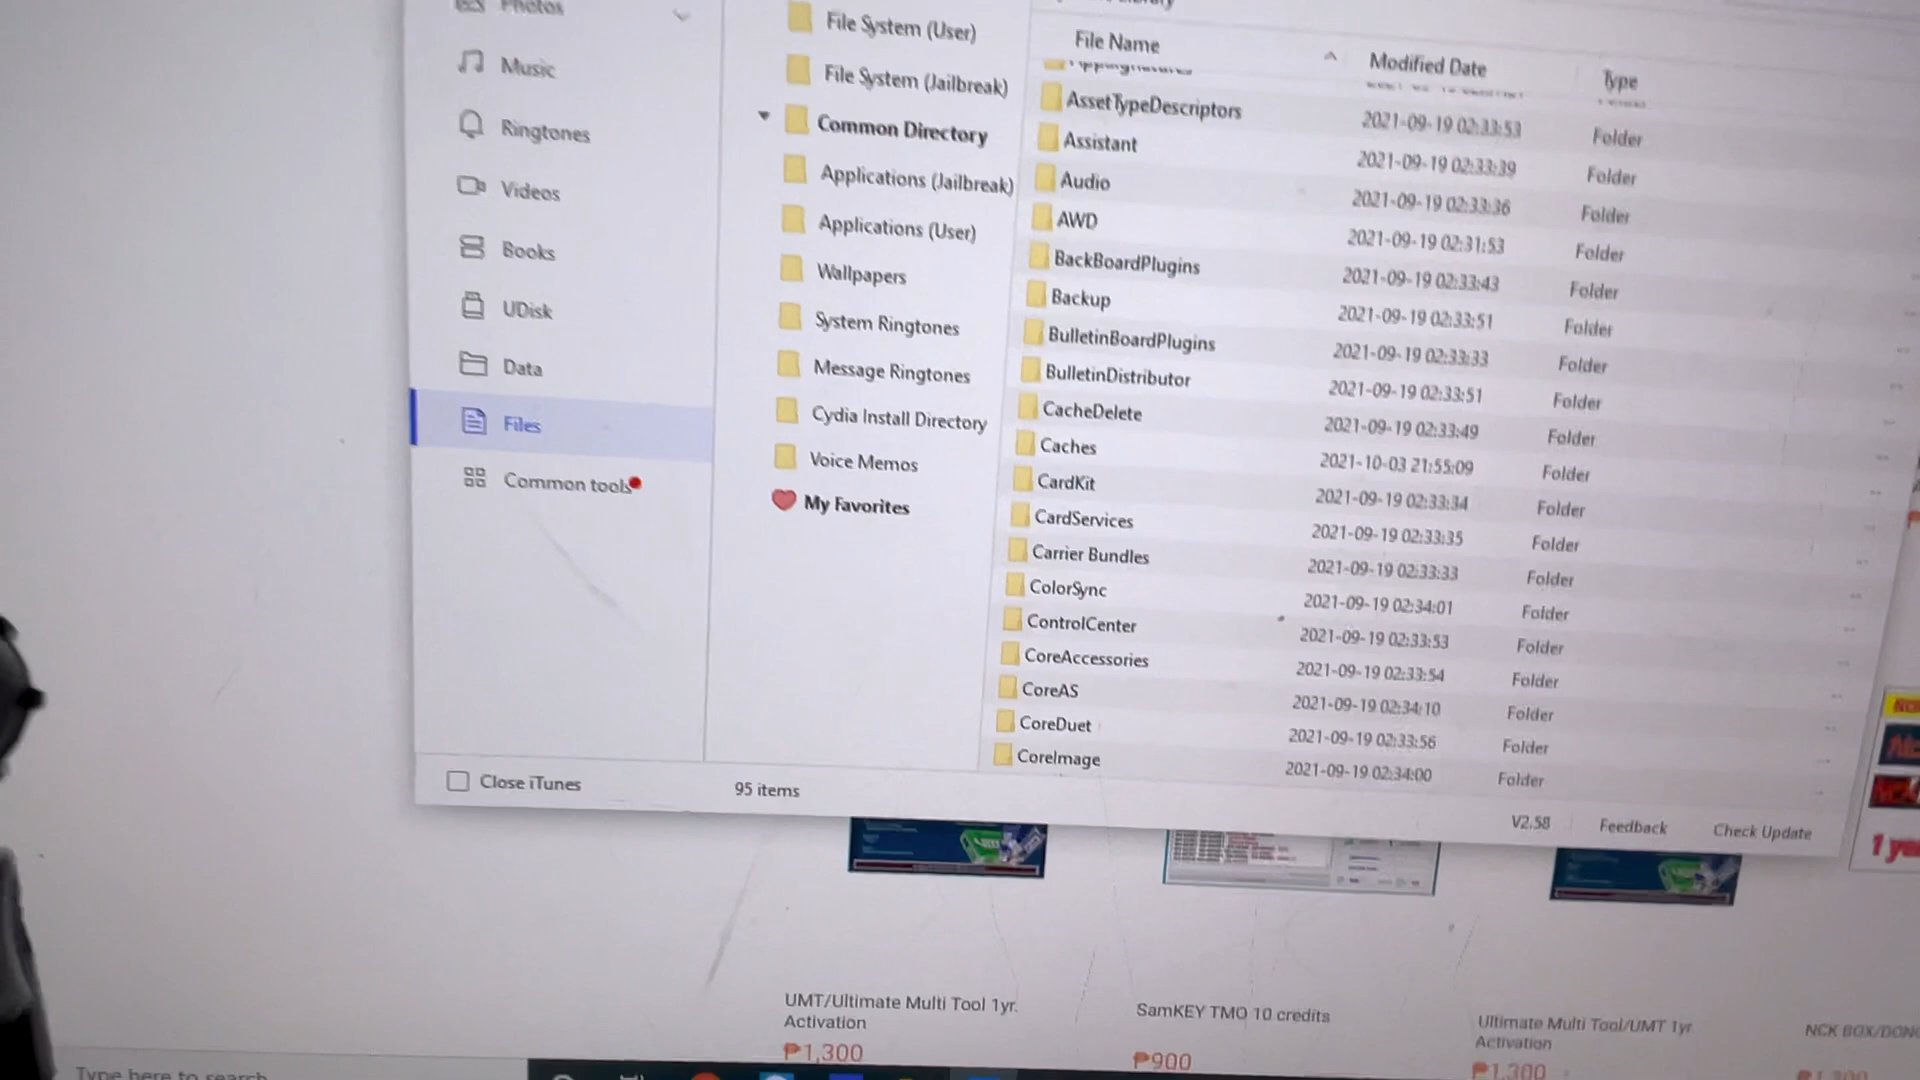 Photos
Music
Ringtones
Videos
Books
UDisk
Data
Files
Common tools
Close iTunes
File System (User)
File System (Jailbreak)
Common Directory
Applications (Jailbreak)
Applications (User)
Wallpapers
System Ringtones
Message Ringtones
Cydia Install Directory
Voice Memos
My Favorites
95 items
File Name Modified Date Type
AssetTypeDescriptors 2021-09-19 02:33:53 Folder
Assistant 2021-09-19 02:33:39 Folder
Audio 2021-09-19 02:33:36 Folder
AWD 2021-09-19 02:31:53 Folder
BackBoardPlugins 2021-09-19 02:33:43 Folder
Backup 2021-09-19 02:33:51 Folder
BulletinBoardPlugins 2021-09-19 02:33:33 Folder
BulletinDistributor 2021-09-19 02:33:51 Folder
CacheDelete 2021-09-19 02:33:49 Folder
Caches 2021-10-03 21:55:09 Folder
CardKit 2021-09-19 02:33:34 Folder
CardServices 2021-09-19 02:33:35 Folder
Carrier Bundles 2021-09-19 02:33:33 Folder
ColorSync 2021-09-19 02:34:01 Folder
ControlCenter 2021-09-19 02:33:53 Folder
CoreAccessories 2021-09-19 02:33:54 Folder
CoreAS 2021-09-19 02:34:10 Folder
CoreDuet 2021-09-19 02:33:56 Folder
CoreImage 2021-09-19 02:34:00 Folder
V2.58 Feedback Check Update
UMT/Ultimate Multi Tool 1yr.
Activation
₱1,300
SamKEY TMO 10 credits
₱900
Ultimate Multi Tool/UMT 1yr
Activation
₱1,300
NCK BOX/DON
1 ye
Type here to search